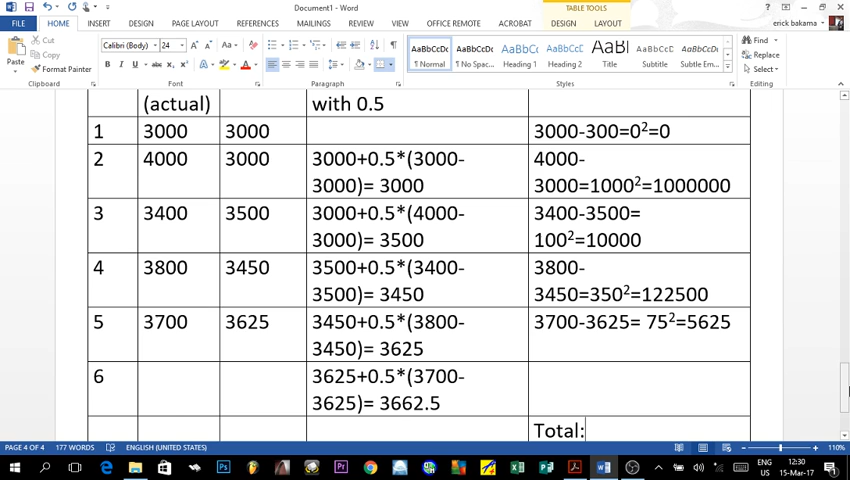 Document1 - Word
TABLE TOOLS
FILE
HOME
INSERT
DESIGN
PAGE LAYOUT
REFERENCES
MAILINGS
REVIEW
VIEW
OFFICE REMOTE
ACROBAT
DESIGN
LAYOUT
erick bakama
Cut
Copy
Format Painter
Paste
Clipboard
Calibri (Body)
24
Font
Paragraph
AaBbCcDc
¶ Normal
AaBbCcDc
¶ No Spac...
AaBbCc
Heading 1
AaBbCc
Heading 2
AaBl
Title
AaBbCcC
Subtitle
AaBbCcDc
Subtle Em...
Styles
Find
Replace
Select
Editing
(actual)
with 0.5
1
3000
3000
3000-300=0²=0
2
4000
3000
3000+0.5*(3000-
3000)= 3000
4000-
3000=1000²=1000000
3
3400
3500
3000+0.5*(4000-
3000)= 3500
3400-3500=
100²=10000
4
3800
3450
3500+0.5*(3400-
3500)= 3450
3800-
3450=350²=122500
5
3700
3625
3450+0.5*(3800-
3450)= 3625
3700-3625= 75²=5625
6
3625+0.5*(3700-
3625)= 3662.5
Total:
PAGE 4 OF 4
177 WORDS
ENGLISH (UNITED STATES)
110%
ENG
US
12:30
15-Mar-17